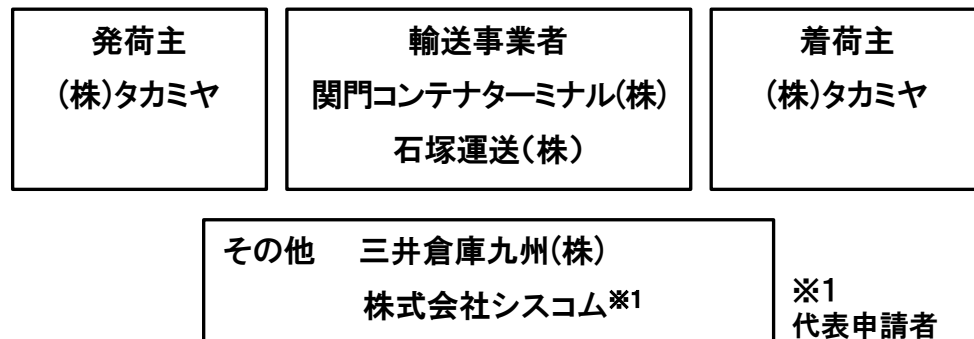 発荷主
(株)タカミヤ
輸送事業者
関門コンテナターミナル(株)
石塚運送(株)
着荷主
(株)タカミヤ
その他 三井倉庫九州(株)
株式会社シスコム※1
※1
代表申請者